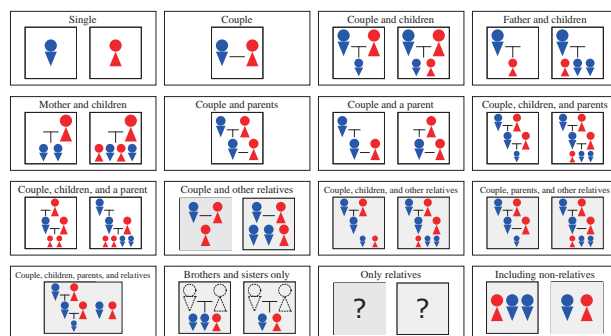 Single
Couple
Couple and children
Father and children
Mother and children
Couple and parents
Couple and a parent
Couple, children, and parents
Couple, children, and a parent
Couple and other relatives
Couple, children, and other relatives
Couple, parents, and other relatives
Couple, children, parents, and relatives
Brothers and sisters only
Only relatives
Including non-relatives
? ?